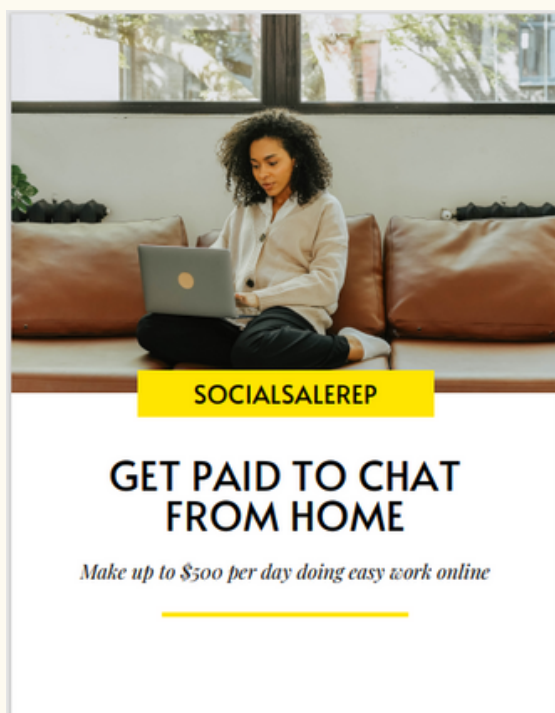 SOCIALSALEREP
GET PAID TO CHAT
FROM HOME
Make up to $500 per day doing easy work online